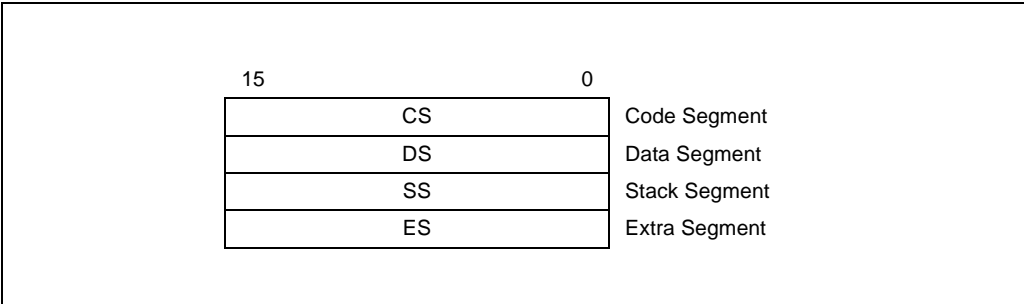 15 0
CS Code Segment
DS Data Segment
SS Stack Segment
ES Extra Segment